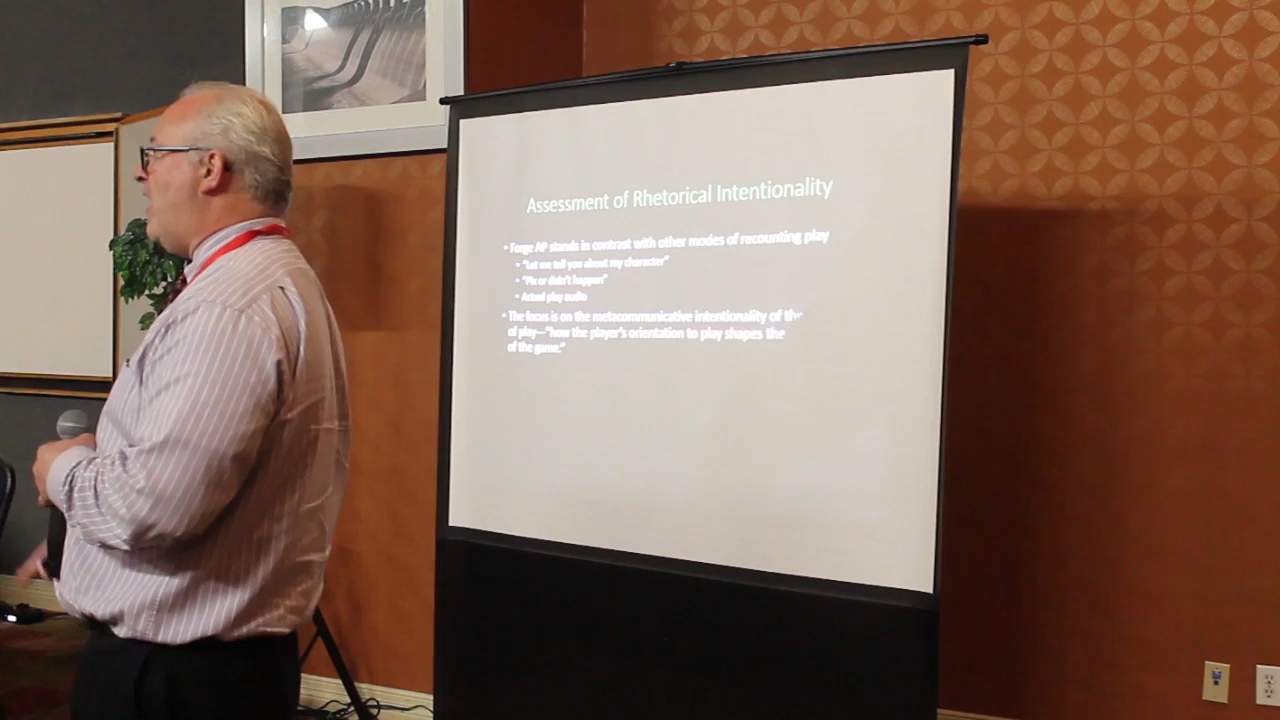 Assessment of Rhetorical Intentionality
• Forge AP stands in contrast with other modes of recounting play
• "Let me tell you about my character"
• "Pix or didn't happen"
• Actual play audio
• The focus is on the metacommunicative intentionality of the
of play—"how the player's orientation to play shapes the
of the game."